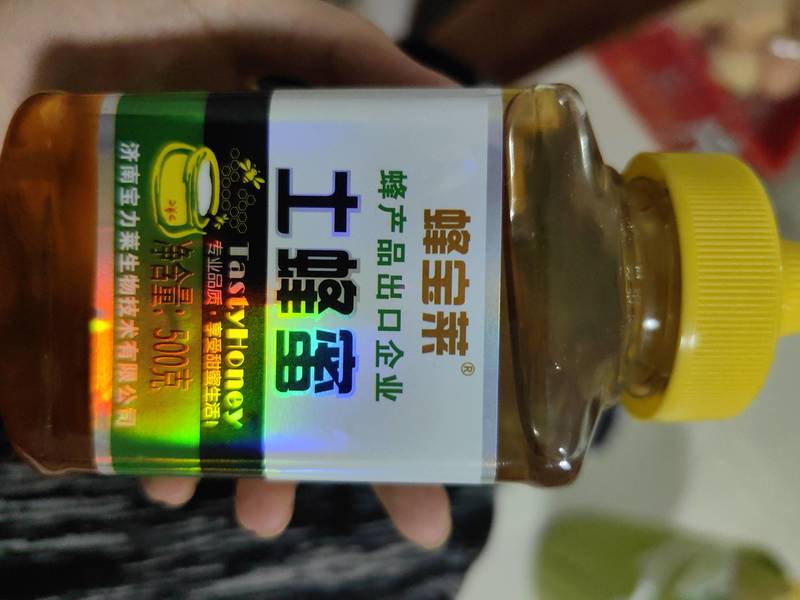 蜂宝莱®
蜂产品出口企业
土蜂蜜
TastyHoney
专业品质·享受甜蜜生活!
净含量:500克
济南宝力莱生物技术有限公司